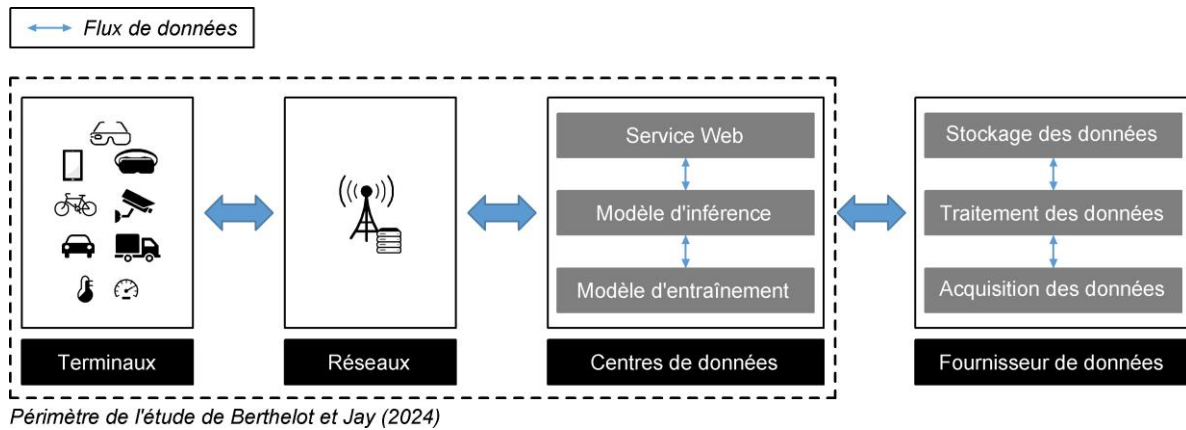 Flux de données
Service Web
Modèle d'inférence
Modèle d'entraînement
Stockage des données
Traitement des données
Acquisition des données
Terminaux
Réseaux
Centres de données
Fournisseur de données
Périmètre de l'étude de Berthelot et Jay (2024)